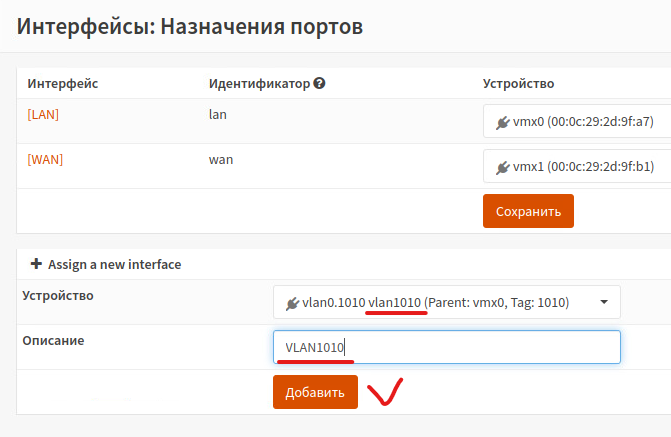 Интерфейсы: Назначения портов
Интерфейс Идентификатор Устройство
[LAN] lan vmx0 (00:0c:29:2d:9f:a7)
[WAN] wan vmx1 (00:0c:29:2d:9f:b1)
Сохранить
Assign a new interface
Устройство vlan0.1010 vlan1010 (Parent: vmx0, Tag: 1010)
Описание VLAN1010
Добавить